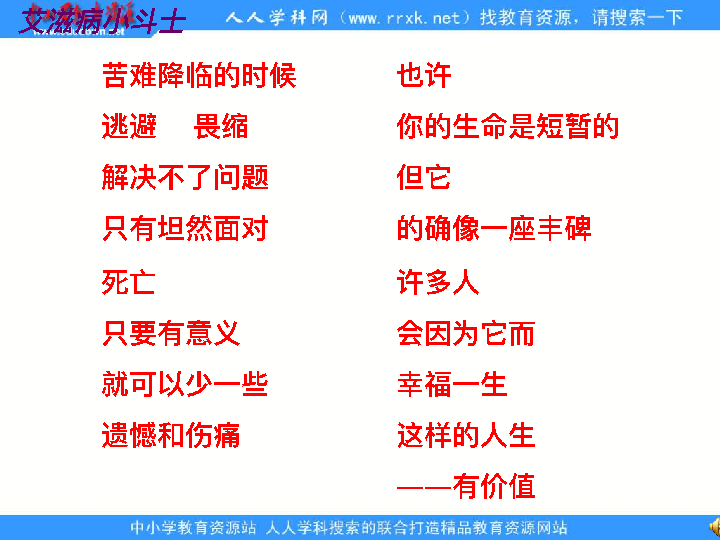 艾滋病小斗士
人人学科网（www.rrxk.net）找教育资源，请搜索一下
苦难降临的时候
逃避 畏缩
解决不了问题
只有坦然面对
死亡
只要有意义
就可以少一些
遗憾和伤痛
也许
你的生命是短暂的
但它
的确像一座丰碑
许多人
会因为它而
幸福一生
这样的人生
——有价值
中小学教育资源站 人人学科搜索的联合打造精品教育资源网站